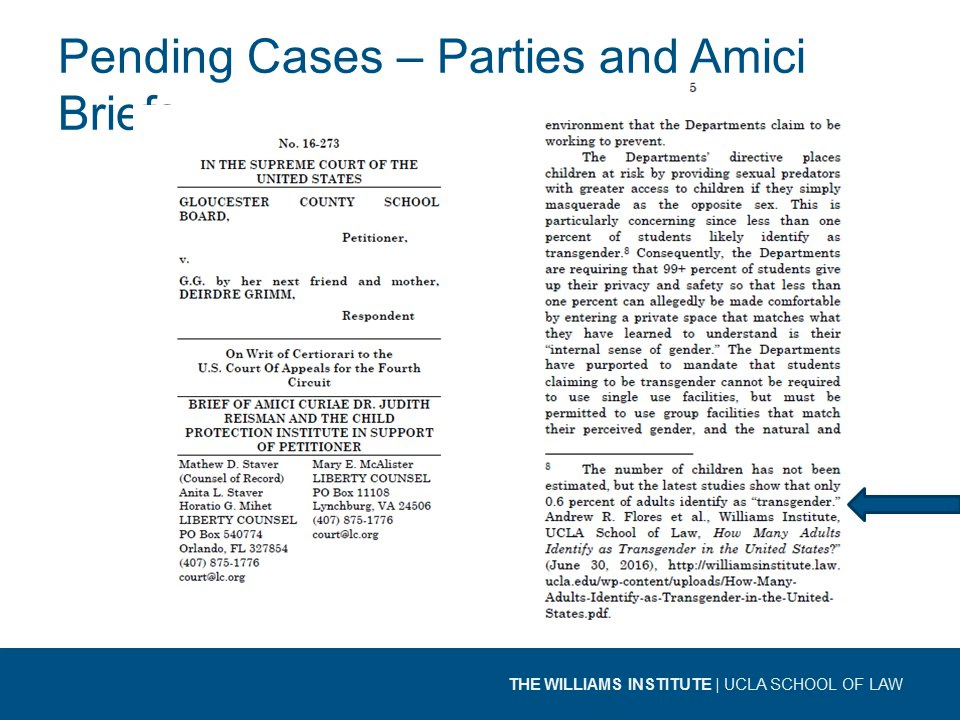 Pending Cases – Parties and Amici
Briefs
No. 16-273
IN THE SUPREME COURT OF THE
UNITED STATES
GLOUCESTER COUNTY SCHOOL
BOARD,
Petitioner,
v.
G.G. by her next friend and mother,
DEIRDRE GRIMM,
Respondent
On Writ of Certiorari to the
U.S. Court Of Appeals for the Fourth
Circuit
BRIEF OF AMICI CURIAE DR. JUDITH
REISMAN AND THE CHILD
PROTECTION INSTITUTE IN SUPPORT
OF PETITIONER
Mathew D. Staver
(Counsel of Record)
Anita L. Staver
Horatio G. Mihet
LIBERTY COUNSEL
PO Box 540774
Orlando, FL 327854
(407) 875-1776
court@lc.org
Mary E. McAlister
LIBERTY COUNSEL
PO Box 11108
Lynchburg, VA 24506
(407) 875-1776
court@lc.org
5
environment that the Departments claim to be
working to prevent.
The Departments' directive places
children at risk by providing sexual predators
with greater access to children if they simply
masquerade as the opposite sex. This is
particularly concerning since less than one
percent of students likely identify as
transgender.8 Consequently, the Departments
are requiring that 99+ percent of students give
up their privacy and safety so that less than
one percent can allegedly be made comfortable
by entering a private space that matches what
they have learned to understand is their
“internal sense of gender.” The Departments
have purported to mandate that students
claiming to be transgender cannot be required
to use single use facilities, but must be
permitted to use group facilities that match
their perceived gender, and the natural and
8 The number of children has not been
estimated, but the latest studies show that only
0.6 percent of adults identify as “transgender.”
Andrew R. Flores et al., Williams Institute,
UCLA School of Law, How Many Adults
Identify as Transgender in the United States?”
(June 30, 2016), http://williamsinstitute.law.
ucla.edu/wp-content/uploads/How-Many-
Adults-Identify-as-Transgender-in-the-United-
States.pdf.
THE WILLIAMS INSTITUTE | UCLA SCHOOL OF LAW